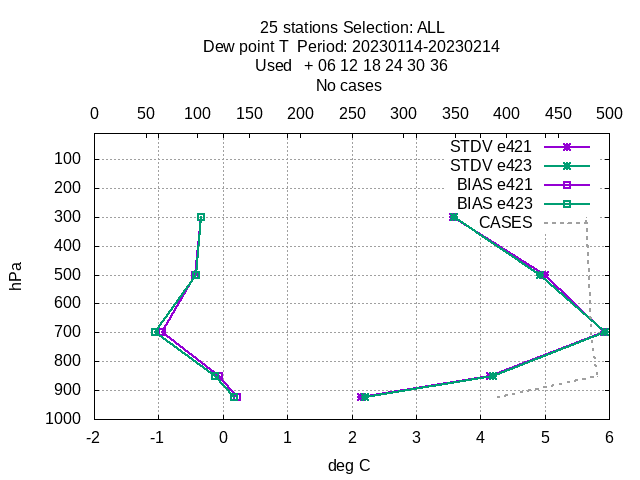 25 stations Selection: ALL
Dew point T  Period: 20230114-20230214
Used   + 06 12 18 24 30 36
No cases
0 50 100 150 200 250 300 350 400 450 500
STDV e421
STDV e423
BIAS e421
BIAS e423
CASES
hPa
100
200
300
400
500
600
700
800
900
1000
-2 -1 0 1 2 3 4 5 6
deg C